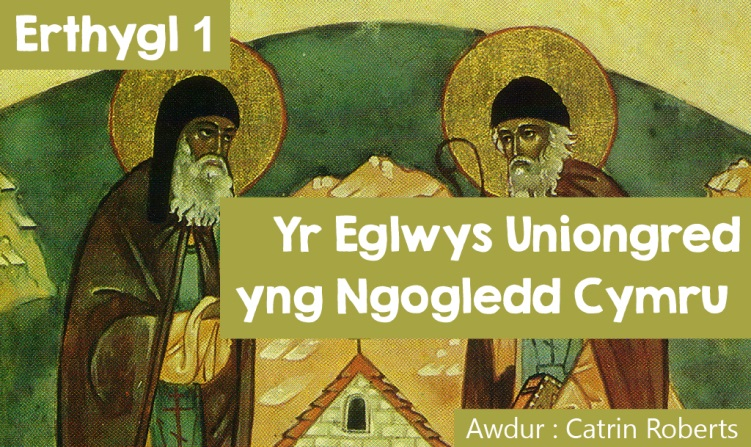 Erthygl 1
Yr Eglwys Uniongred
yng Ngogledd Cymru
Awdur : Catrin Roberts